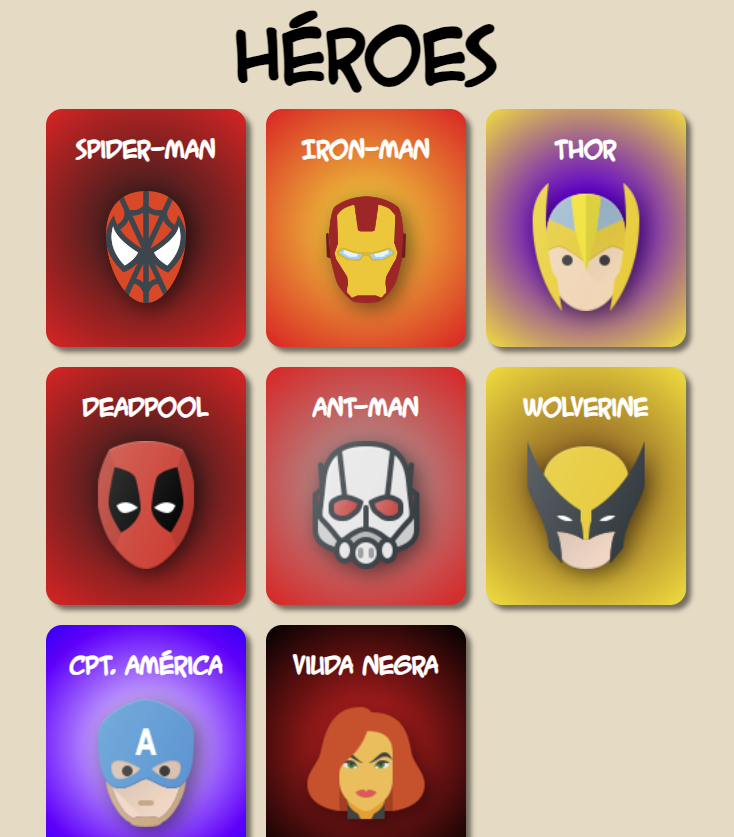 HÉROES
SPIDER-MAN
IRON-MAN
THOR
DEADPOOL
ANT-MAN
WOLVERINE
CPT. AMÉRICA
A
VIUDA NEGRA